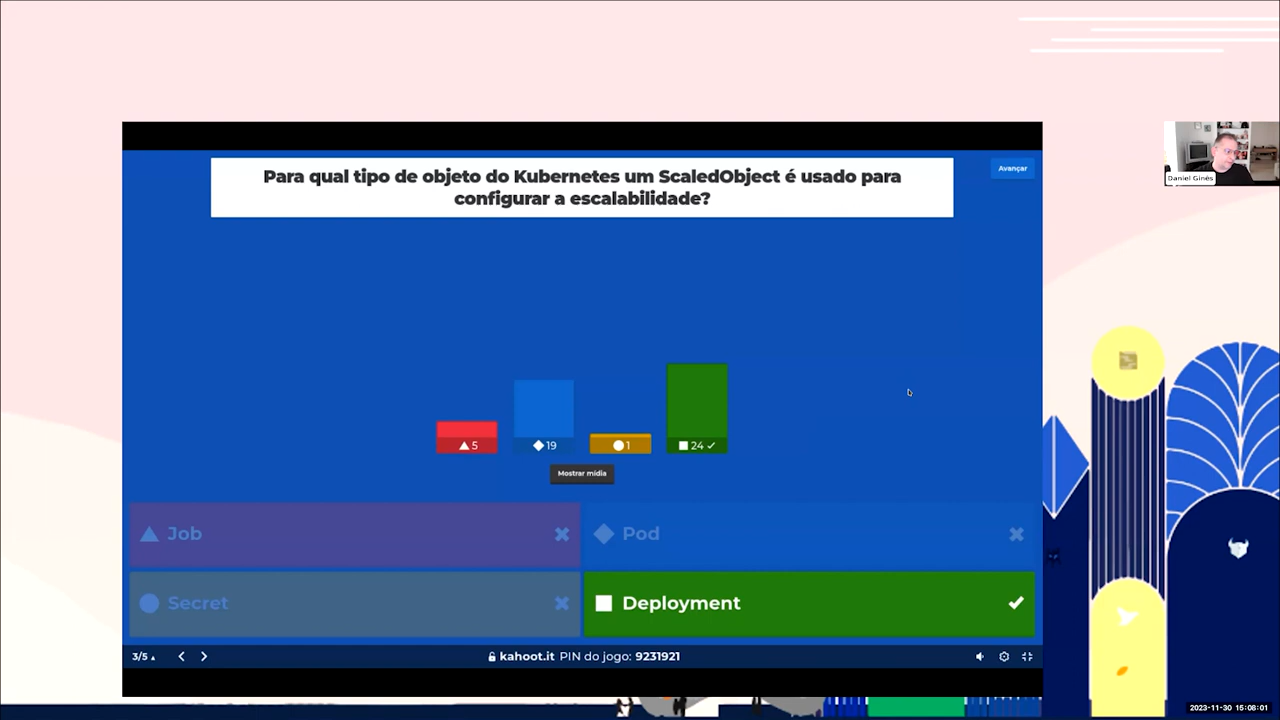 Para qual tipo de objeto do Kubernetes um ScaledObject é usado para
configurar a escalabilidade?
Avançar
Daniel Ginês
5
19
1
24
Mostrar mídia
Job
Pod
Secret
Deployment
3/5
kahoot.it PIN do jogo: 9231921
2023-11-30 15:08:01